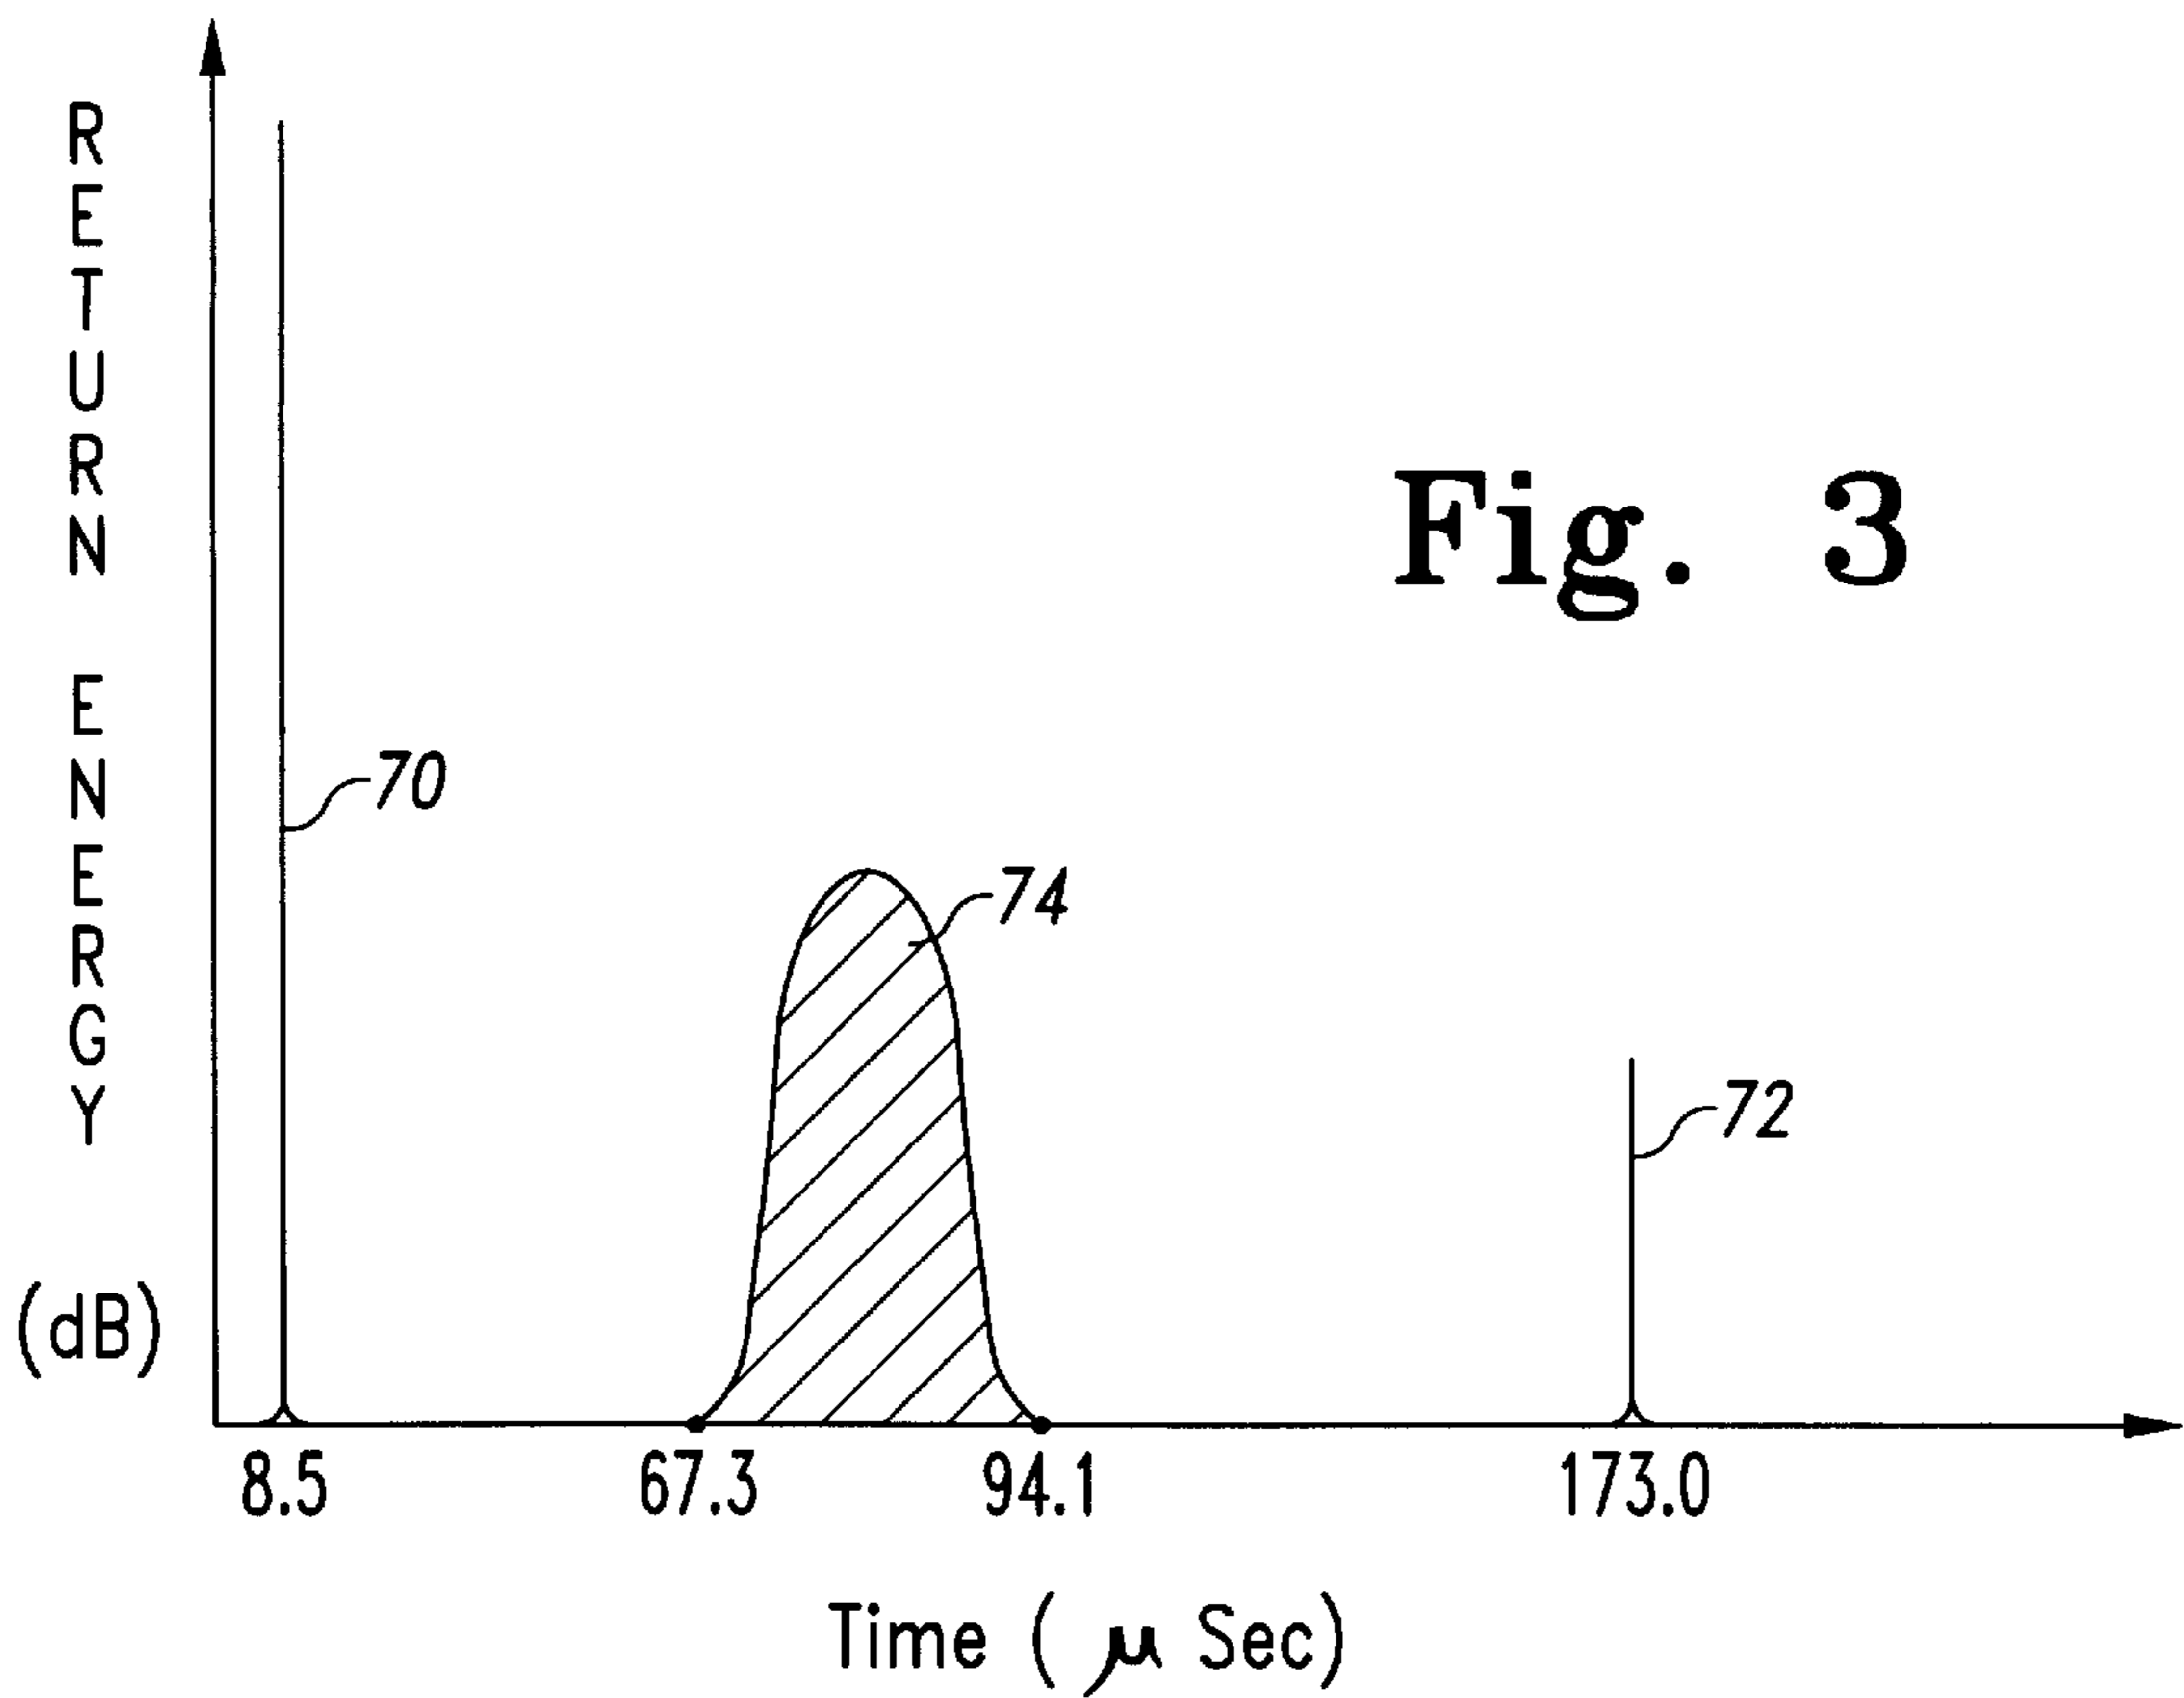 RETURN ENERGY
(dB)
Fig. 3
70
74
72
8.5
67.3
94.1
173.0
Time (μ Sec)